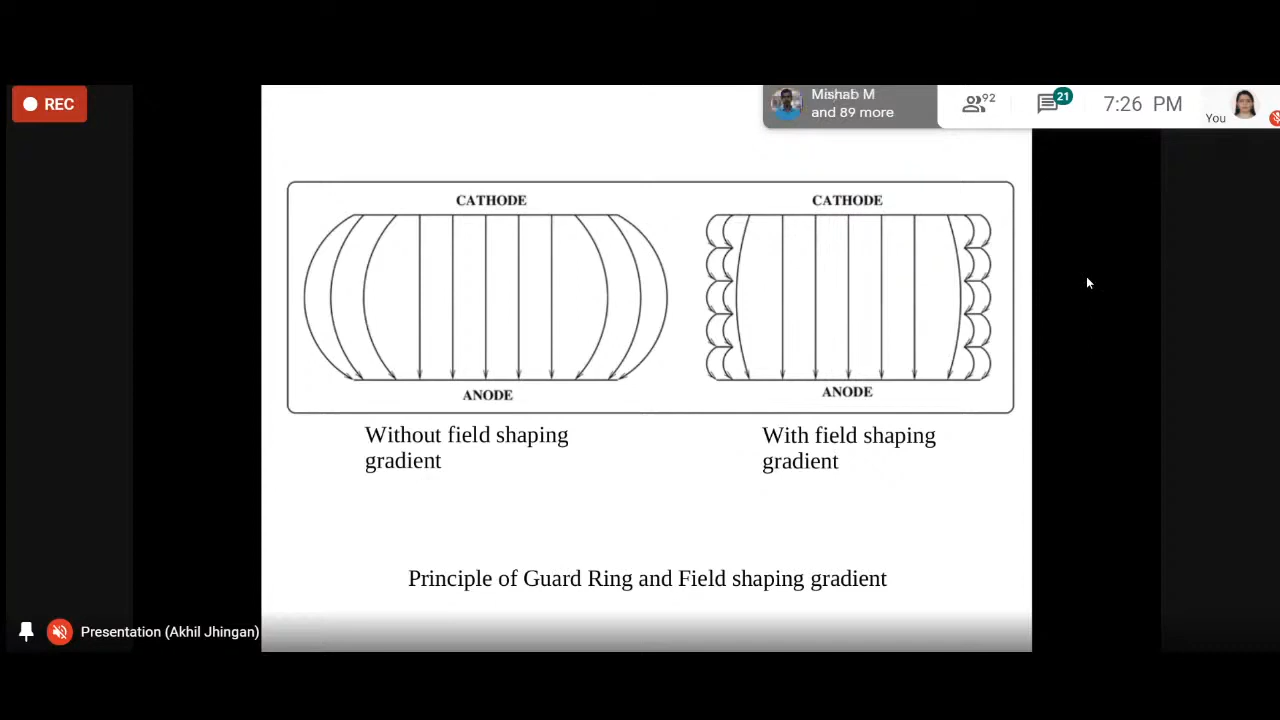 REC
Mishab M
and 89 more
92
21
7:26 PM
You
CATHODE
CATHODE
ANODE
ANODE
Without field shaping
gradient
With field shaping
gradient
Principle of Guard Ring and Field shaping gradient
Presentation (Akhil Jhingan)